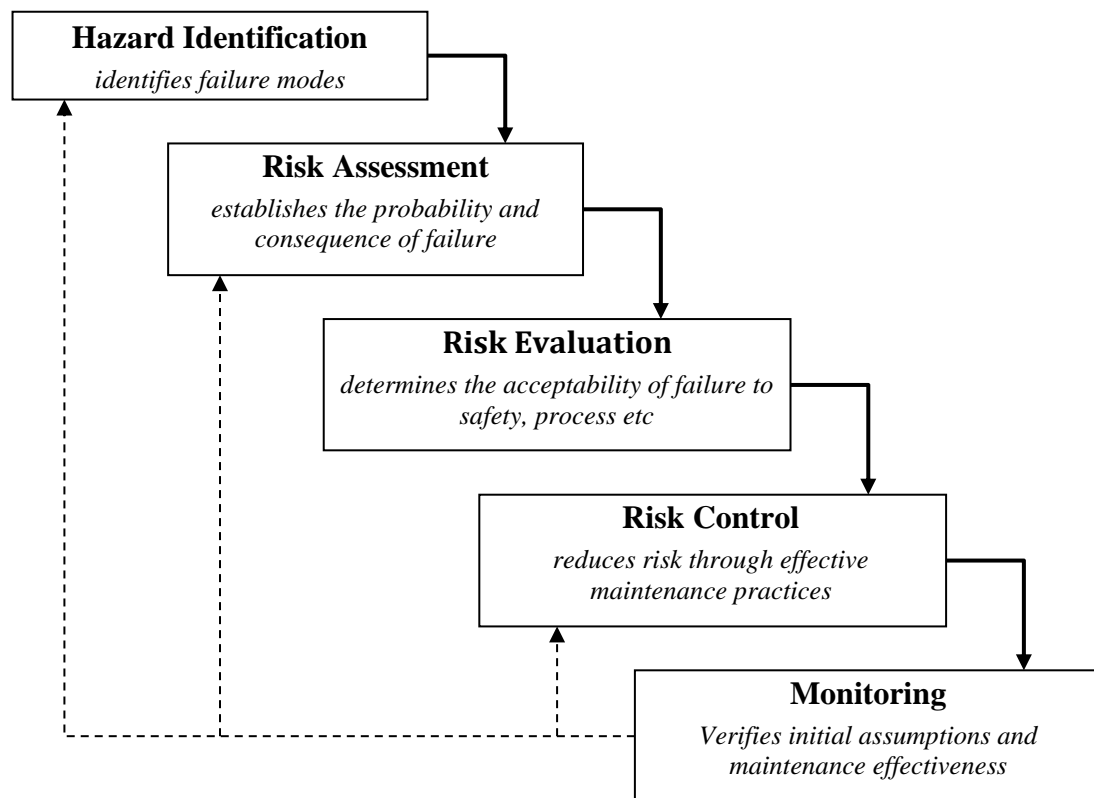 Hazard Identification
identifies failure modes
Risk Assessment
establishes the probability and
consequence of failure
Risk Evaluation
determines the acceptability of failure to
safety, process etc
Risk Control
reduces risk through effective
maintenance practices
Monitoring
Verifies initial assumptions and
maintenance effectiveness